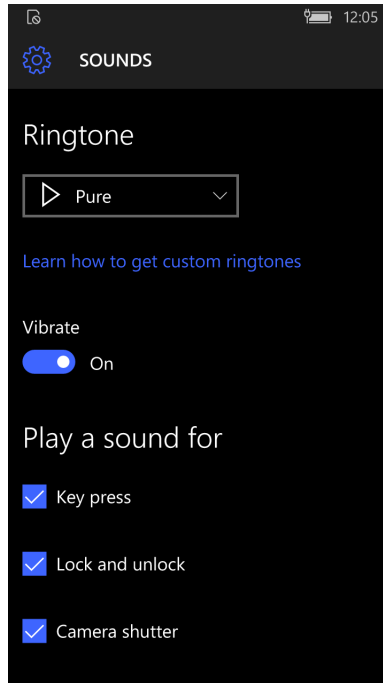 12:05
SOUNDS
Ringtone
Pure
Learn how to get custom ringtones
Vibrate
On
Play a sound for
Key press
Lock and unlock
Camera shutter